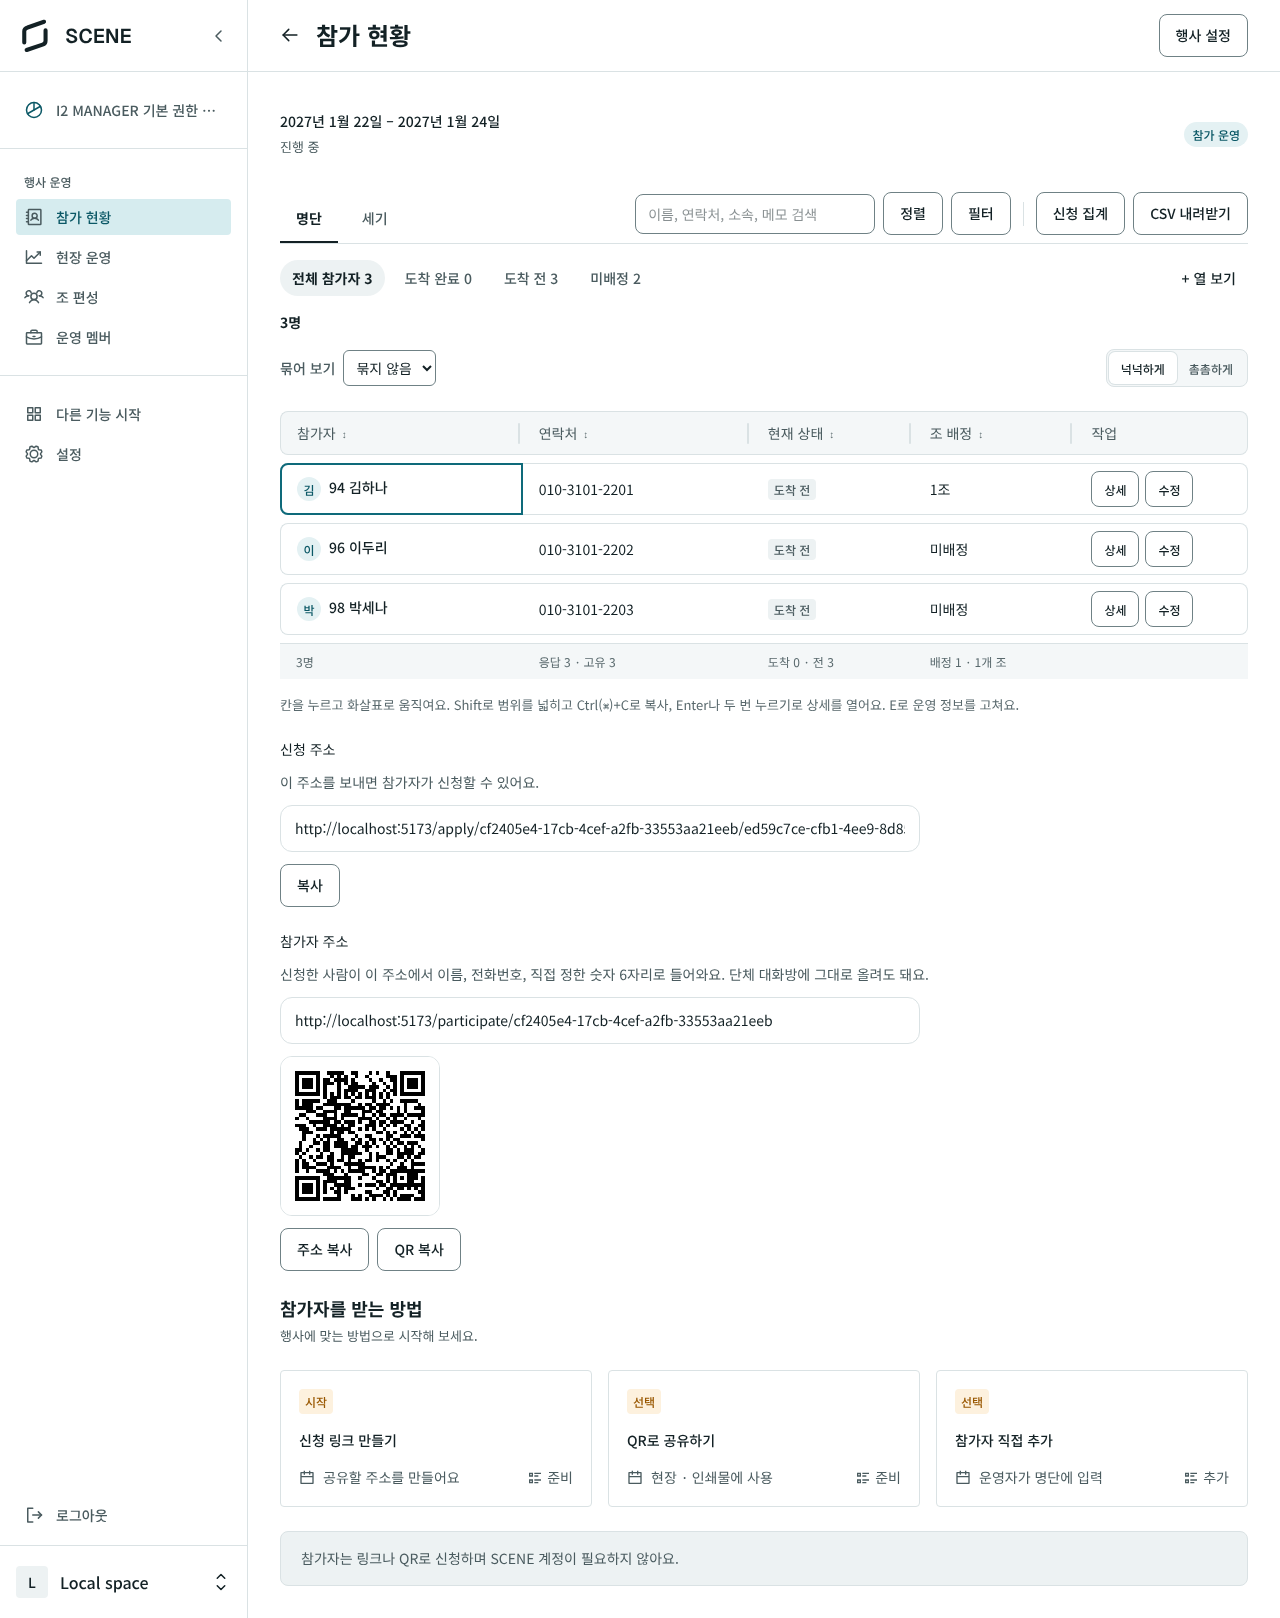 SCENE
참가 현황
행사 설정
I2 MANAGER 기본 권한 ···
행사 운영
참가 현황
현장 운영
조 편성
운영 멤버
다른 기능 시작
설정
로그아웃
L Local space
2027년 1월 22일 – 2027년 1월 24일
진행 중
참가 운영
명단 세기
이름, 연락처, 소속, 메모 검색
정렬 필터 신청 집계 CSV 내려받기
전체 참가자 3 도착 완료 0 도착 전 3 미배정 2
+ 열 보기
3명
묶어 보기 묶지 않음
넉넉하게 촘촘하게
참가자 ↕ 연락처 ↕ 현재 상태 ↕ 조 배정 ↕ 작업
김 94 김하나 010-3101-2201 도착 전 1조 상세 수정
이 96 이두리 010-3101-2202 도착 전 미배정 상세 수정
박 98 박세나 010-3101-2203 도착 전 미배정 상세 수정
3명 응답 3 · 고유 3 도착 0 · 전 3 배정 1 · 1개 조
칸을 누르고 화살표로 움직여요. Shift로 범위를 넓히고 Ctrl(⌘)+C로 복사, Enter나 두 번 누르기로 상세를 열어요. E로 운영 정보를 고쳐요.
신청 주소
이 주소를 보내면 참가자가 신청할 수 있어요.
http://localhost:5173/apply/cf2405e4-17cb-4cef-a2fb-33553aa21eeb/ed59c7ce-cfb1-4ee9-8d8
복사
참가자 주소
신청한 사람이 이 주소에서 이름, 전화번호, 직접 정한 숫자 6자리로 들어와요. 단체 대화방에 그대로 올려도 돼요.
http://localhost:5173/participate/cf2405e4-17cb-4cef-a2fb-33553aa21eeb
주소 복사 QR 복사
참가자를 받는 방법
행사에 맞는 방법으로 시작해 보세요.
시작
신청 링크 만들기
공유할 주소를 만들어요 준비
선택
QR로 공유하기
현장 · 인쇄물에 사용 준비
선택
참가자 직접 추가
운영자가 명단에 입력 추가
참가자는 링크나 QR로 신청하며 SCENE 계정이 필요하지 않아요.